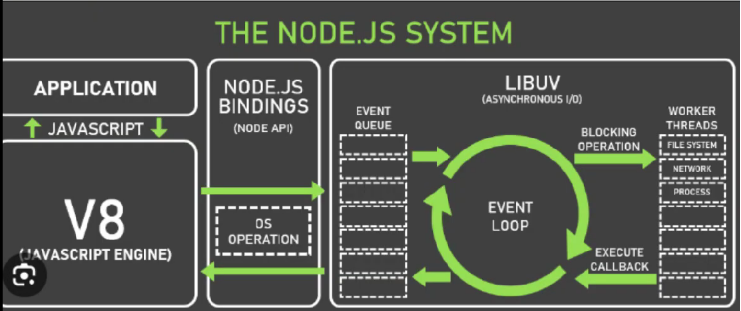 THE NODE.JS SYSTEM
APPLICATION
JAVASCRIPT
V8
(JAVASCRIPT ENGINE)
NODE.JS
BINDINGS
(NODE API)
OS
OPERATION
LIBUV
(ASYNCHRONOUS I/O)
EVENT
QUEUE
EVENT
LOOP
BLOCKING
OPERATION
EXECUTE
CALLBACK
WORKER
THREADS
FILE SYSTEM
NETWORK
PROCESS